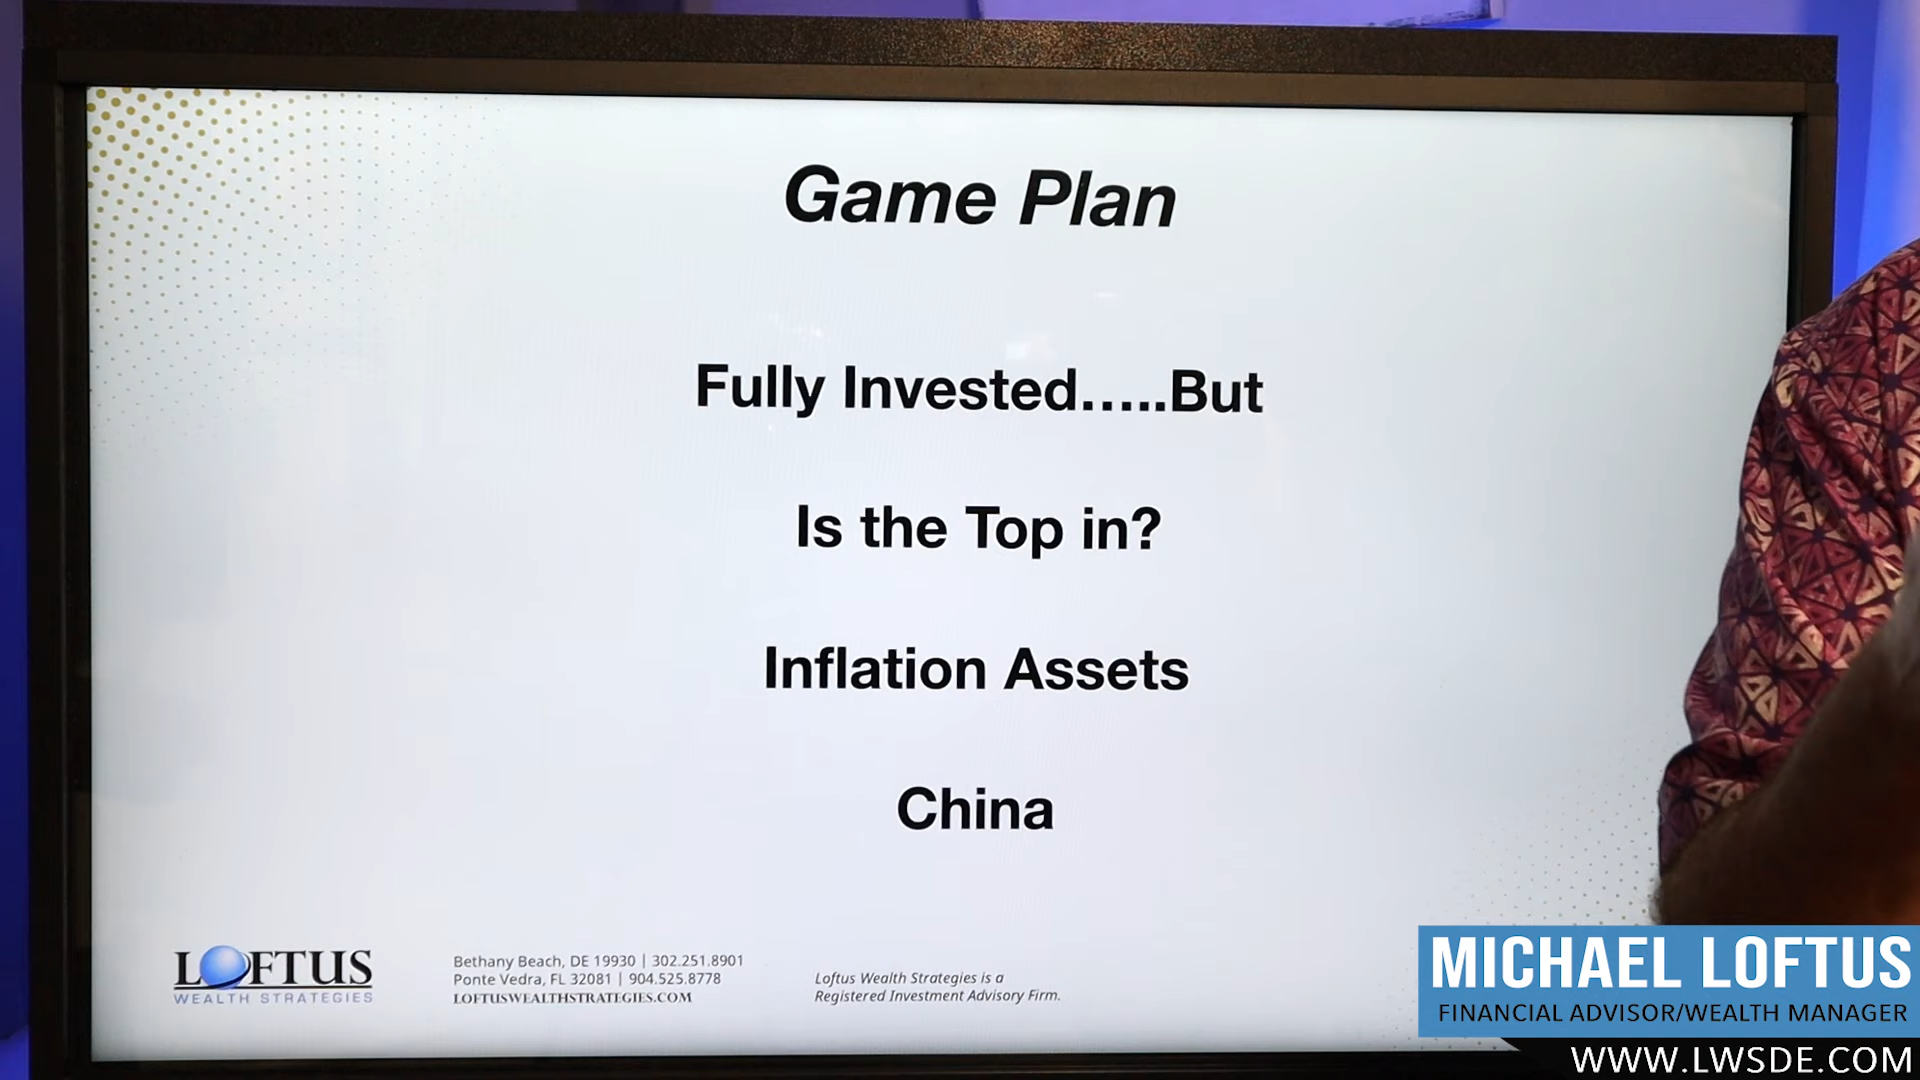 Game Plan
Fully Invested.....But
Is the Top in?
Inflation Assets
China
LOFTUS
WEALTH STRATEGIES
Bethany Beach, DE 19930 | 302.251.8901
Ponte Vedra, FL 32081 | 904.525.8778
LOFTUSWEALTHSTRATEGIES.COM
Loftus Wealth Strategies is a
Registered Investment Advisory Firm.
MICHAEL LOFTUS
FINANCIAL ADVISOR/WEALTH MANAGER
WWW.LWSDE.COM